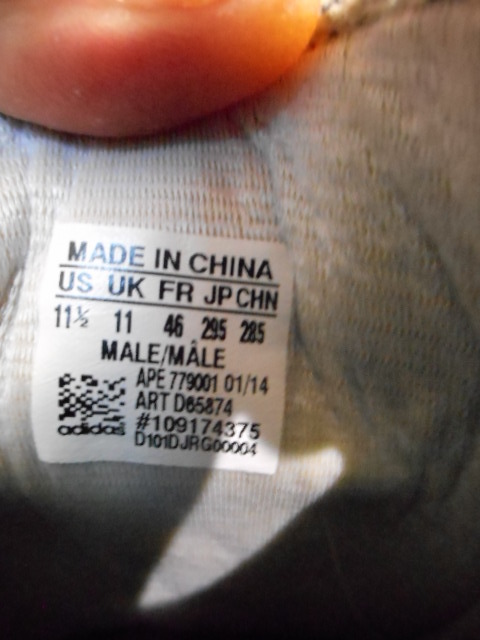 MADE IN CHINA
US UK FR JP CHN
11½ 11 46 295 285
MALE/MÂLE
APE 779001 01/14
ART D65874
#109174375
adidas D101DJRG00004